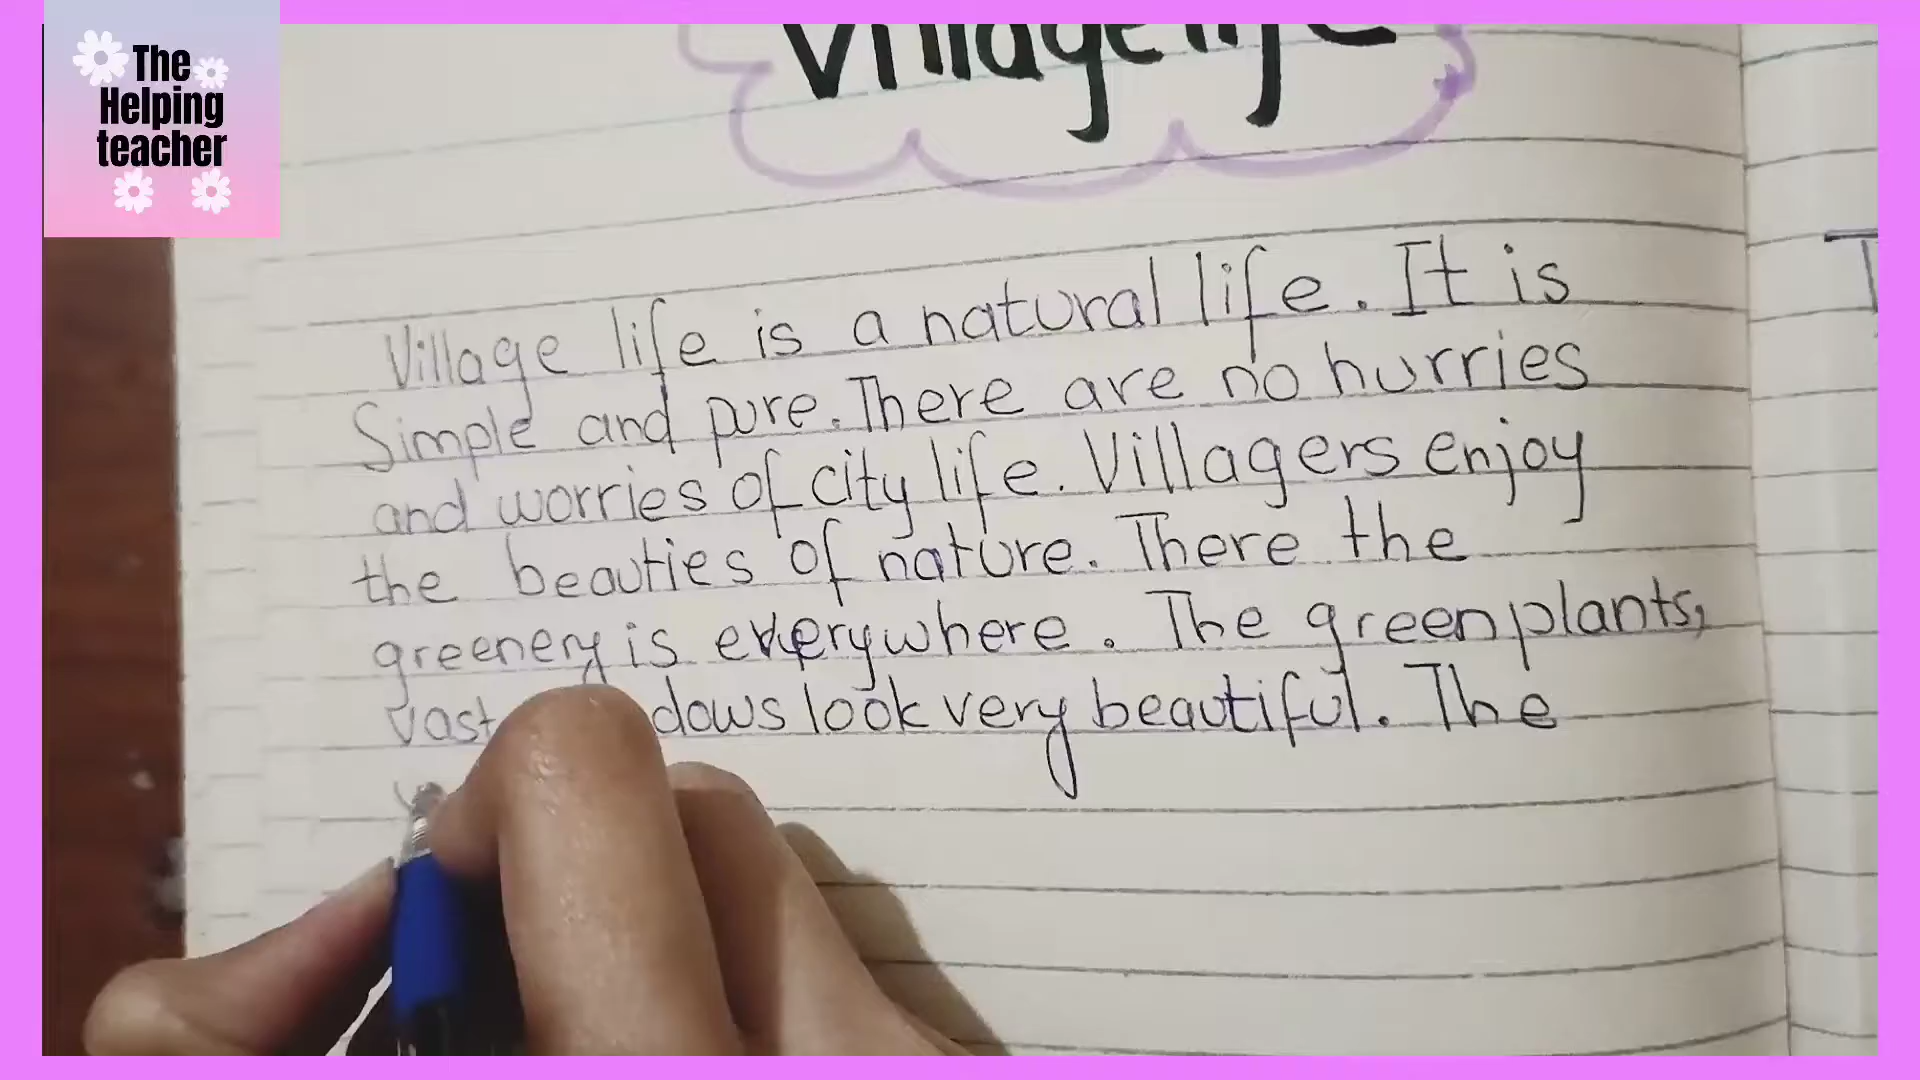 The
Helping
teacher
Village life
Village life is a natural life. It is
Simple and pure. There are no hurries
and worries of city life. Villagers enjoy
the beauties of nature. There the
greenery is everywhere. The green plants,
vast dows look very beautiful. The